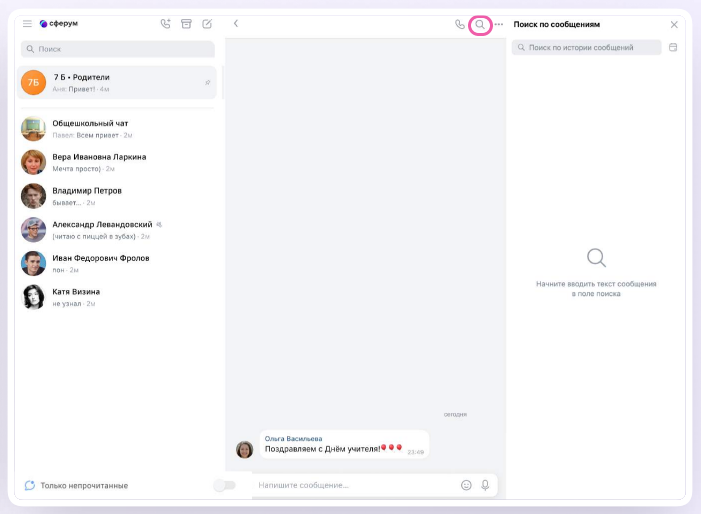 сферум
Поиск
7Б
7 Б • Родители
Аня: Привет! · 4м
Общешкольный чат
Павел: Всем привет · 2м
Вера Ивановна Ларкина
Мечта просто) · 2м
Владимир Петров
бывает... · 2м
Александр Левандовский
(читаю с пиццей в зубах) · 2м
Иван Федорович Фролов
пон · 2м
Катя Визина
не узнал · 2м
Только непрочитанные
сегодня
Ольга Васильева
Поздравляем с Днём учителя!🎈🎈🎈
23:49
Напишите сообщение...
Поиск по сообщениям
Поиск по истории сообщений
Начните вводить текст сообщения
в поле поиска